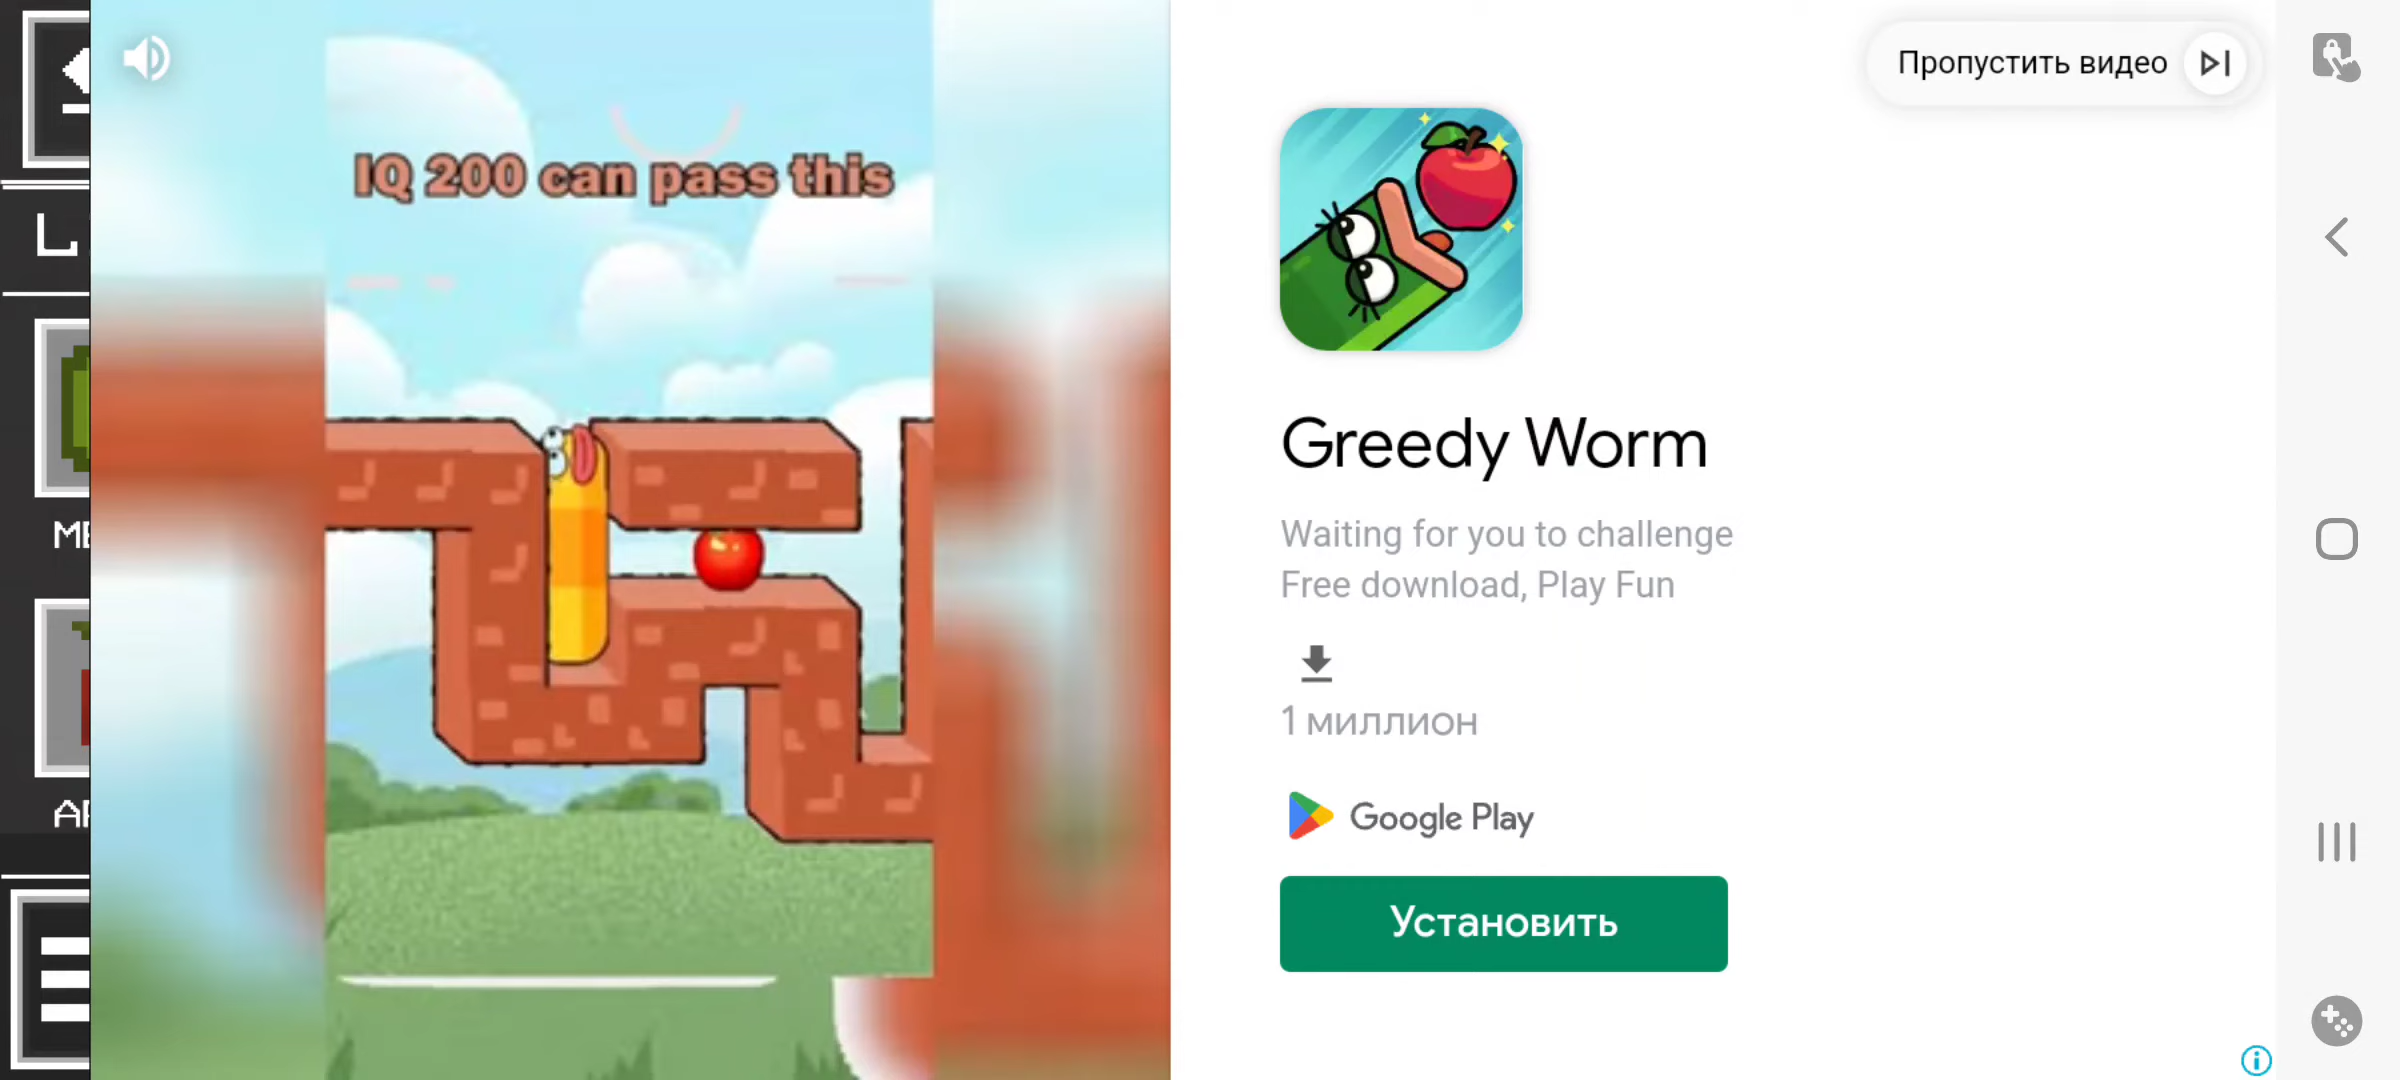 IQ 200 can pass this
Пропустить видео
Greedy Worm
Waiting for you to challenge
Free download, Play Fun
1 миллион
Google Play
Установить